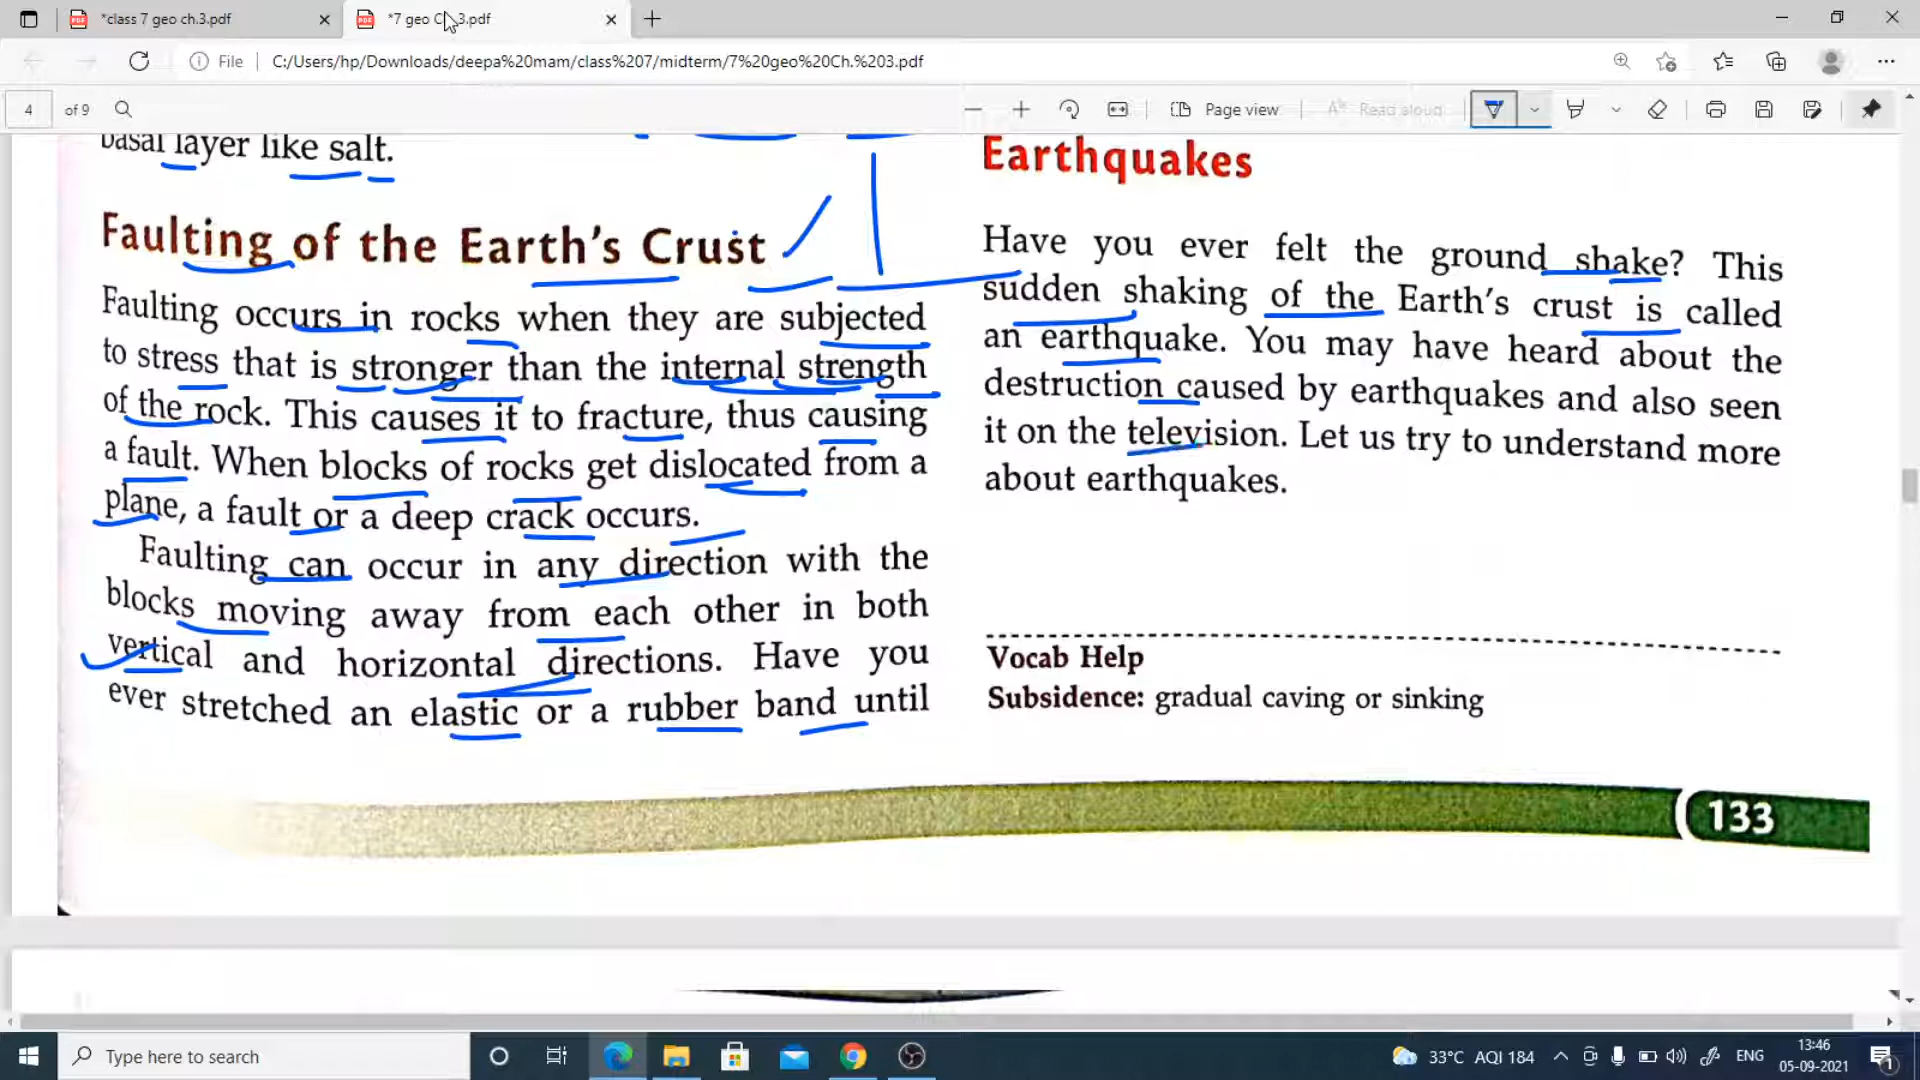 *class 7 geo ch.3.pdf
*7 geo Ch.3.pdf
File
C:/Users/hp/Downloads/deepa%20mam/class%207/midterm/7%20geo%20Ch.%203.pdf
4 of 9
Page view
Read aloud
basal layer like salt.
Faulting of the Earth's Crust
Faulting occurs in rocks when they are subjected
to stress that is stronger than the internal strength
of the rock. This causes it to fracture, thus causing
a fault. When blocks of rocks get dislocated from a
plane, a fault or a deep crack occurs.
Faulting can occur in any direction with the
blocks moving away from each other in both
vertical and horizontal directions. Have you
ever stretched an elastic or a rubber band until
Earthquakes
Have you ever felt the ground shake? This
sudden shaking of the Earth's crust is called
an earthquake. You may have heard about the
destruction caused by earthquakes and also seen
it on the television. Let us try to understand more
about earthquakes.
Vocab Help
Subsidence: gradual caving or sinking
133
Type here to search
33°C AQI 184
ENG
13:46
05-09-2021
1